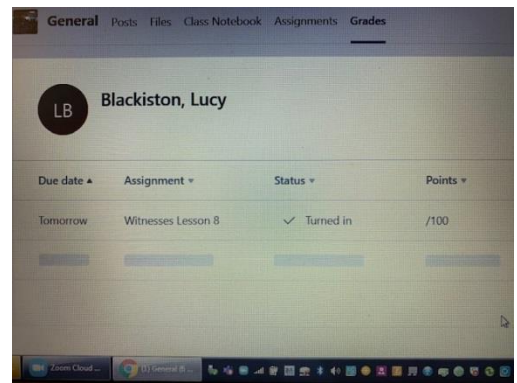 General Posts Files Class Notebook Assignments Grades
LB
Blackiston, Lucy
Due date Assignment Status Points
Tomorrow Witnesses Lesson 8 Turned in /100
Zoom Cloud ... (1) General